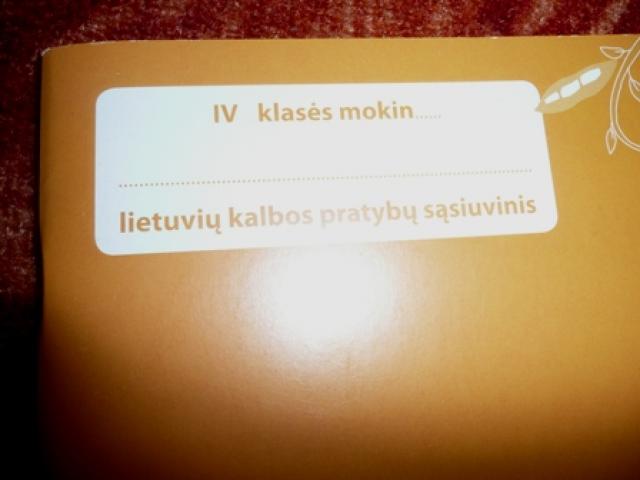 IV klasės mokin......
................................................................................
lietuvių kalbos pratybų sąsiuvinis